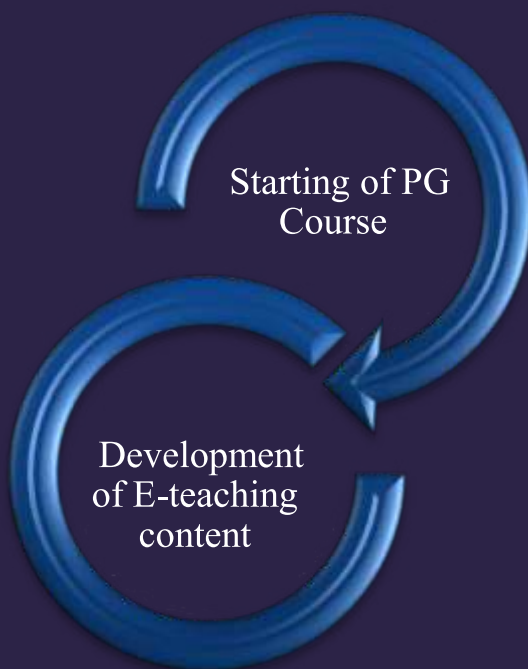 Starting of PG
Course
Development
of E-teaching
content